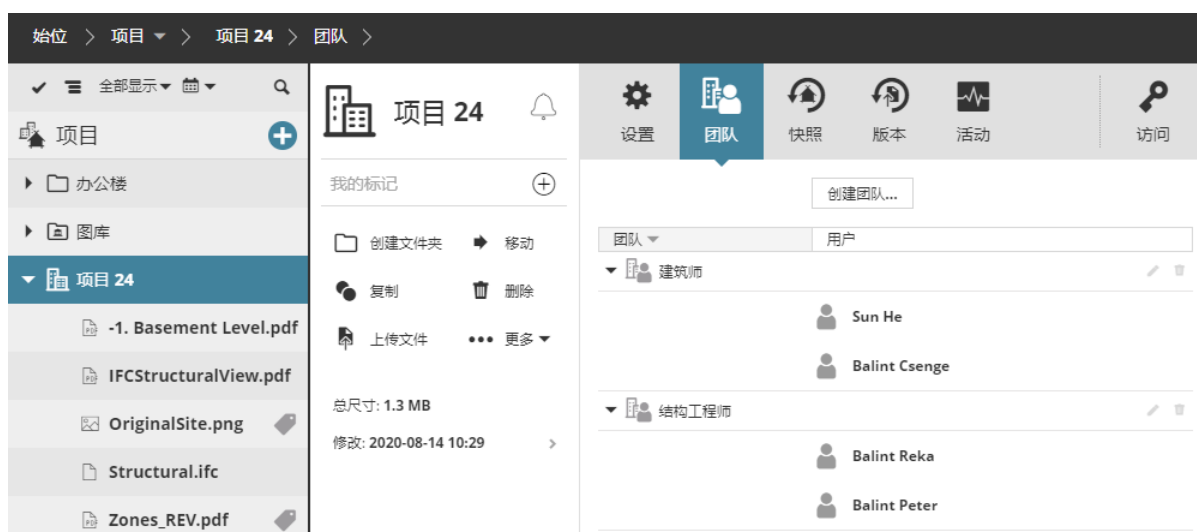 始位 > 项目 > 项目 24 > 团队 >
全部显示
项目
办公楼
图库
项目 24
-1. Basement Level.pdf
IFCStructuralView.pdf
OriginalSite.png
Structural.ifc
Zones_REV.pdf
项目 24
我的标记
创建文件夹 移动
复制 删除
上传文件 更多
总尺寸: 1.3 MB
修改: 2020-08-14 10:29 >
设置 团队 快照 版本 活动 访问
创建团队...
团队 用户
建筑师
Sun He
Balint Csenge
结构工程师
Balint Reka
Balint Peter